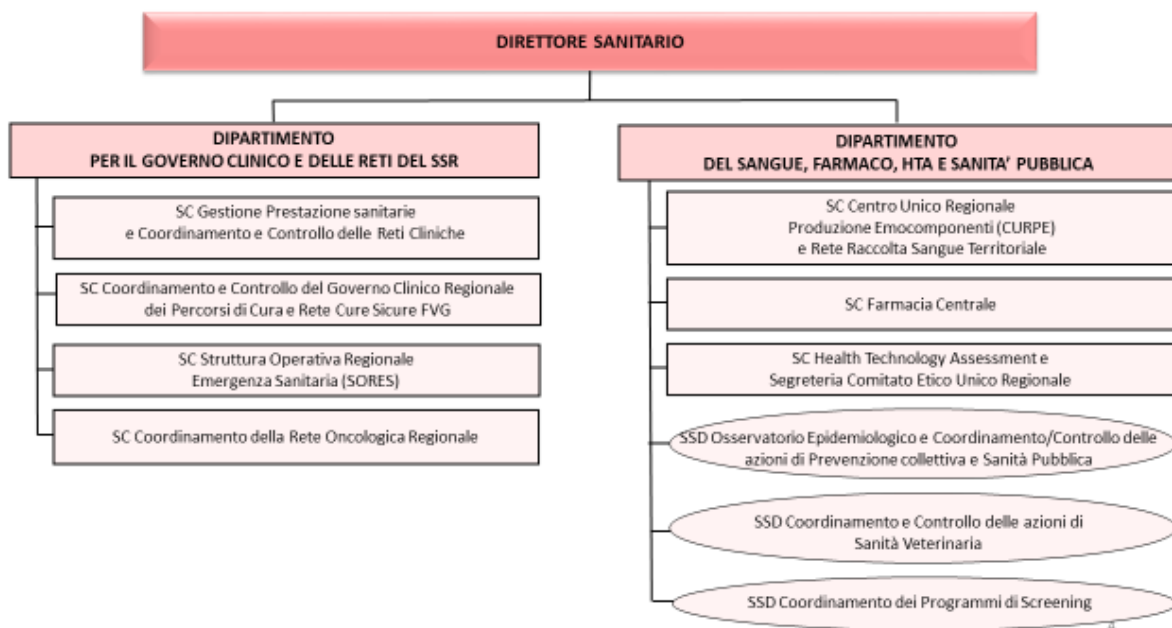 DIRETTORE SANITARIO
DIPARTIMENTO
PER IL GOVERNO CLINICO E DELLE RETI DEL SSR
SC Gestione Prestazione sanitarie
e Coordinamento e Controllo delle Reti Cliniche
SC Coordinamento e Controllo del Governo Clinico Regionale
dei Percorsi di Cura e Rete Cure Sicure FVG
SC Struttura Operativa Regionale
Emergenza Sanitaria (SORES)
SC Coordinamento della Rete Oncologica Regionale
DIPARTIMENTO
DEL SANGUE, FARMACO, HTA E SANITA' PUBBLICA
SC Centro Unico Regionale
Produzione Emocomponenti (CURPE)
e Rete Raccolta Sangue Territoriale
SC Farmacia Centrale
SC Health Technology Assessment e
Segreteria Comitato Etico Unico Regionale
SSD Osservatorio Epidemiologico e Coordinamento/Controllo delle
azioni di Prevenzione collettiva e Sanità Pubblica
SSD Coordinamento e Controllo delle azioni di
Sanità Veterinaria
SSD Coordinamento dei Programmi di Screening